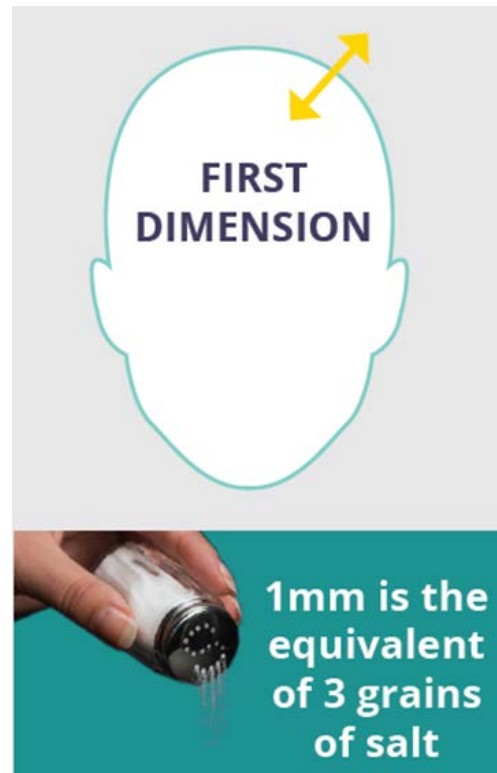 FIRST
DIMENSION
1mm is the
equivalent
of 3 grains
of salt